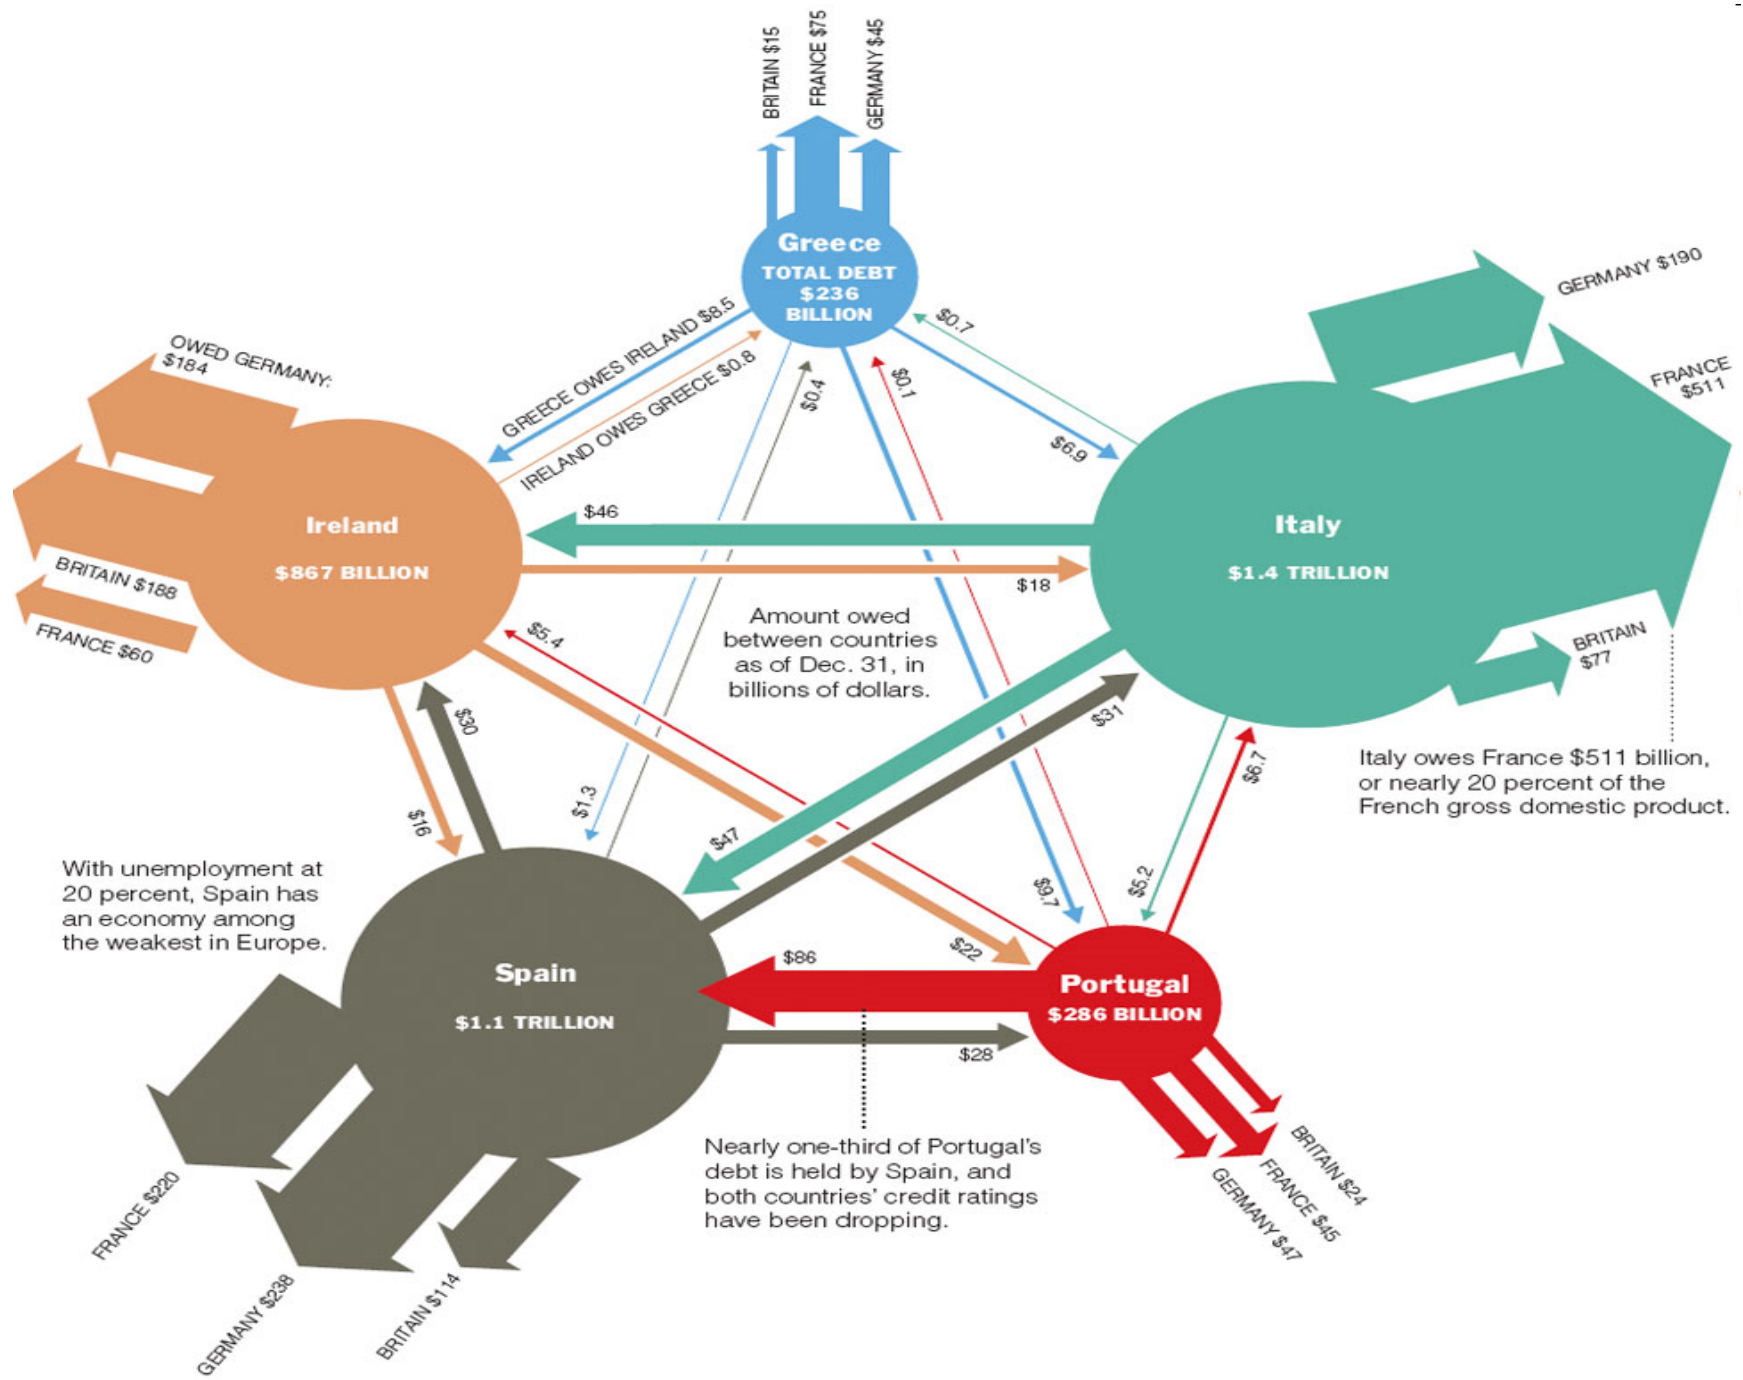 BRITAIN $15
FRANCE $75
GERMANY $45
Greece
TOTAL DEBT
$236
BILLION
GREECE OWES IRELAND $8.5
IRELAND OWES GREECE $0.8
$0.4
$0.1
$0.7
$6.9
GERMANY $190
FRANCE
$511
OWED GERMANY:
$184
Ireland
$867 BILLION
BRITAIN $188
FRANCE $60
$46
$18
Italy
$1.4 TRILLION
BRITAIN
$77
Amount owed
between countries
as of Dec. 31, in
billions of dollars.
$5.4
$30
$16
$1.3
$47
$31
$6.7
$5.2
$9.7
$22
Italy owes France $511 billion,
or nearly 20 percent of the
French gross domestic product.
With unemployment at
20 percent, Spain has
an economy among
the weakest in Europe.
Spain
$1.1 TRILLION
$86
$28
Portugal
$286 BILLION
Nearly one-third of Portugal's
debt is held by Spain, and
both countries' credit ratings
have been dropping.
FRANCE $220
GERMANY $238
BRITAIN $114
BRITAIN $24
FRANCE $45
GERMANY $47